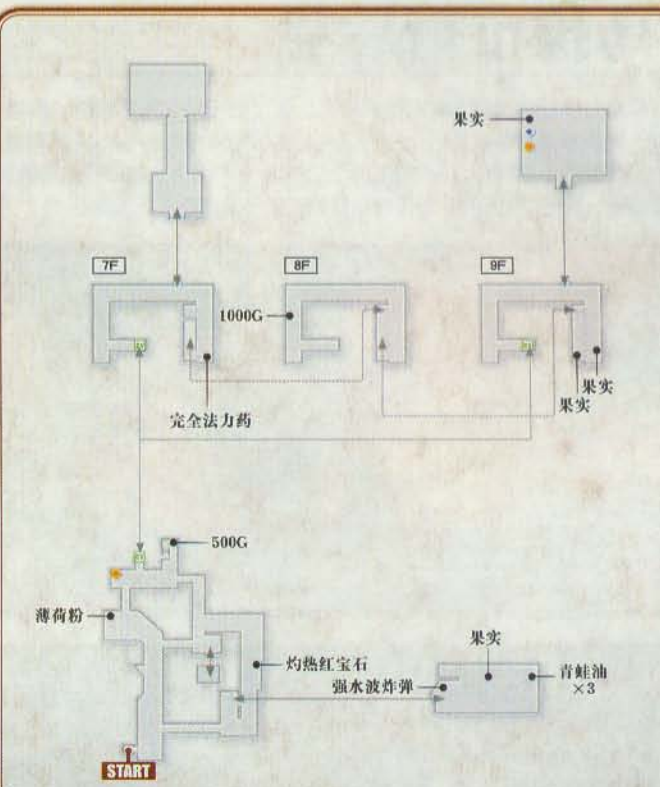 果实
7F
8F
9F
1000G
果实
果实
完全法力药
500G
薄荷粉
果实
灼热红宝石
青蛙油
×3
强水波炸弹
START